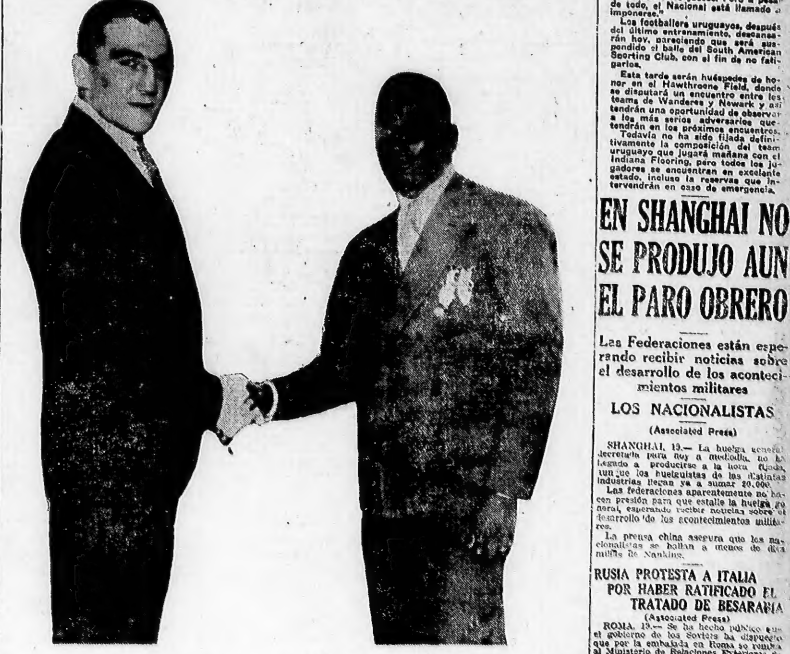 de todo, el Nacional está llamado a
imponerse."
Los footballers uruguayos, después
del último entrenamiento, descansa-
rán hoy, pareciendo que será sus-
pendido el baile del South American
Sporting Club, con el fin de no fati-
garlos.
Esta tarde serán huéspedes de ho-
nor en el Hawthroone Field, donde
se disputará un encuentro entre los
teams de Wanderes y Newark y así
tendrán una oportunidad de observar
a los más serios adversarios que
tendrán en los próximos encuentros.
Todavía no ha sido fijada defini-
tivamente la composición del team
uruguayo que jugará mañana con el
Indiana Flooring, pero todos los ju-
gadores se encuentran en excelente
estado, incluso la reservas que in-
tervendrán en caso de emergencia.
EN SHANGHAI NO
SE PRODUJO AUN
EL PARO OBRERO
Las Federaciones están espe-
rando recibir noticias sobre
el desarrollo de los aconteci-
mientos militares
LOS NACIONALISTAS
(Associated Press)
SHANGHAI, 19.— La huelga general
decretada para hoy a mediodía, no ha
llegado a producirse a la hora fijada,
aunque los huelguistas de las distintas
industrias llegan ya a sumar 20.000.
Las federaciones aparentemente no ha-
cen presión para que estalle la huelga ge
neral, esperando recibir noticias sobre el
desarrollo de los acontecimientos milita-
res.
La prensa china asegura que los na-
cionalistas se hallan a menos de diez
millas de Nanking.
RUSIA PROTESTA A ITALIA
POR HABER RATIFICADO EL
TRATADO DE BESARABIA
(Associated Press)
ROMA, 19.— Se ha hecho público que
el gobierno de los Soviets ha dispuesto
que por la embajada en Roma se remita
al Ministerio de Relaciones Exteriores